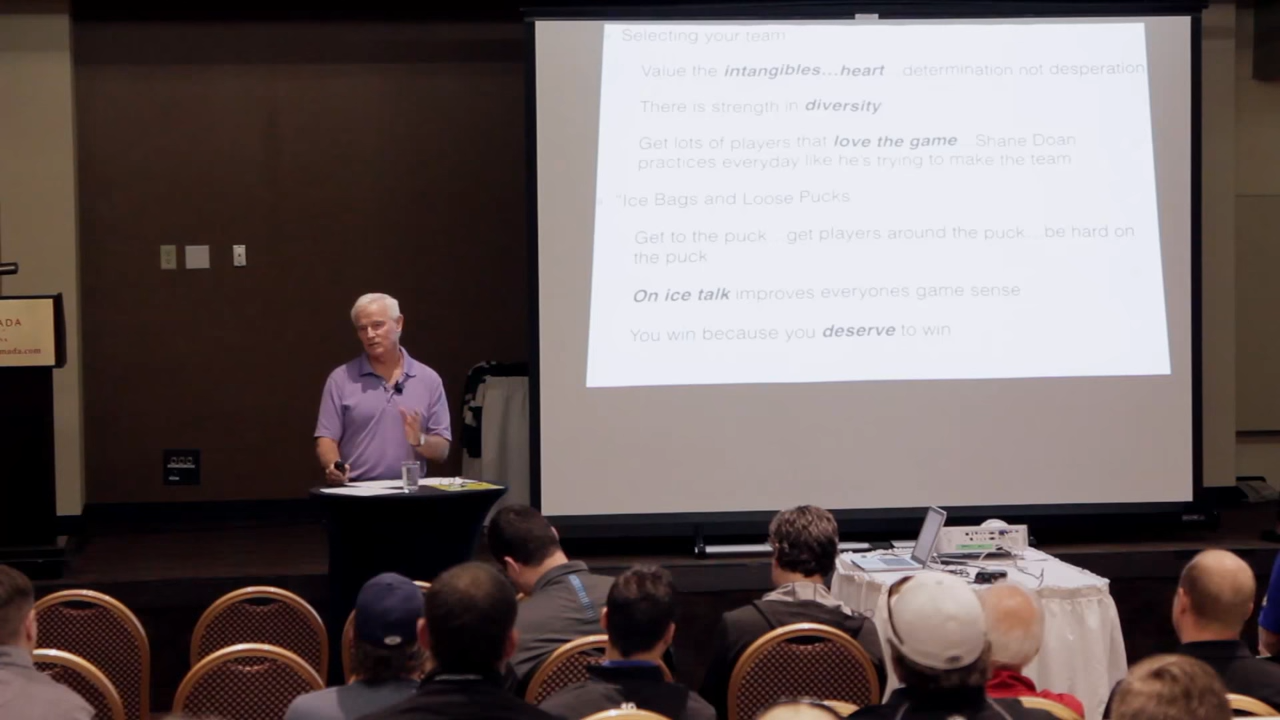 Selecting your team
Value the intangibles...heart...determination not desperation
There is strength in diversity
Get lots of players that love the game...Shane Doan
practices everyday like he's trying to make the team
"Ice Bags and Loose Pucks
Get to the puck...get players around the puck...be hard on
the puck
On ice talk improves everyones game sense
You win because you deserve to win
ADA
mada.com